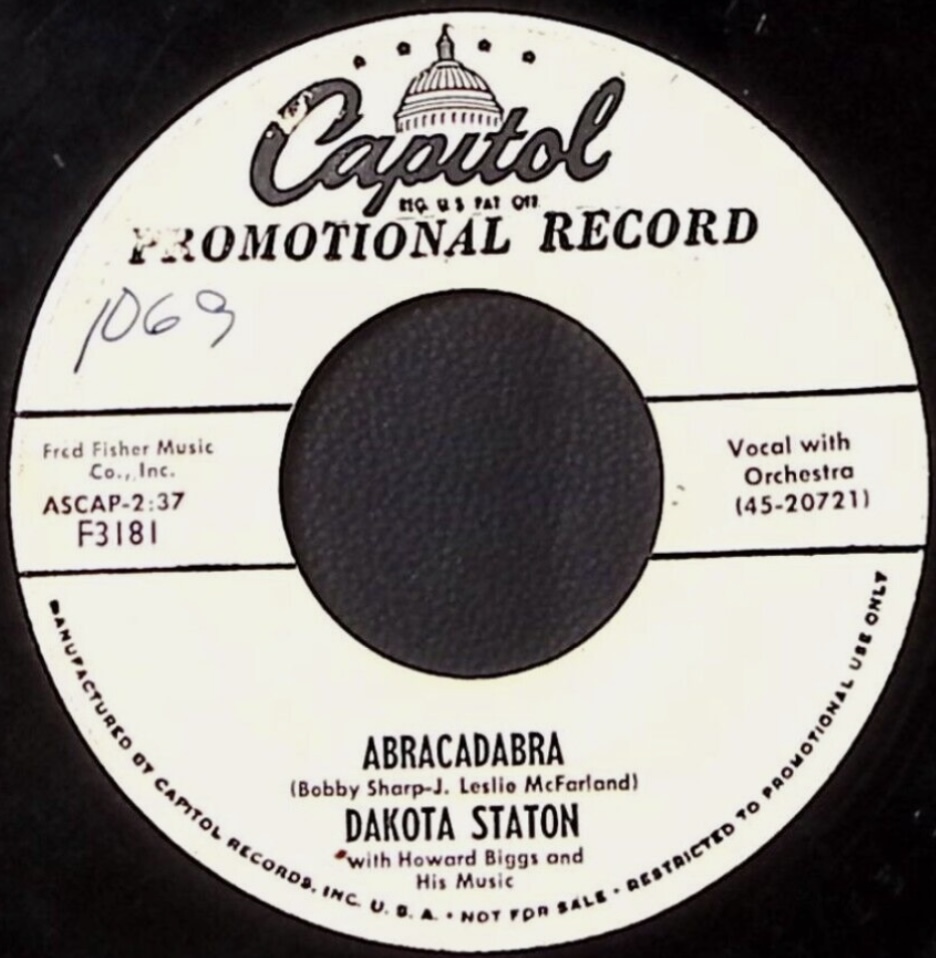 Capitol
REG. U.S. PAT. OFF.
PROMOTIONAL RECORD
1069
Fred Fisher Music
Co., Inc.
ASCAP-2:37
F3181
Vocal with
Orchestra
(45-20721)
ABRACADABRA
(Bobby Sharp-J. Leslie McFarland)
DAKOTA STATON
with Howard Biggs and
His Music
MANUFACTURED BY CAPITOL RECORDS, INC. U. S. A. • NOT FOR SALE • RESTRICTED TO PROMOTIONAL USE ONLY